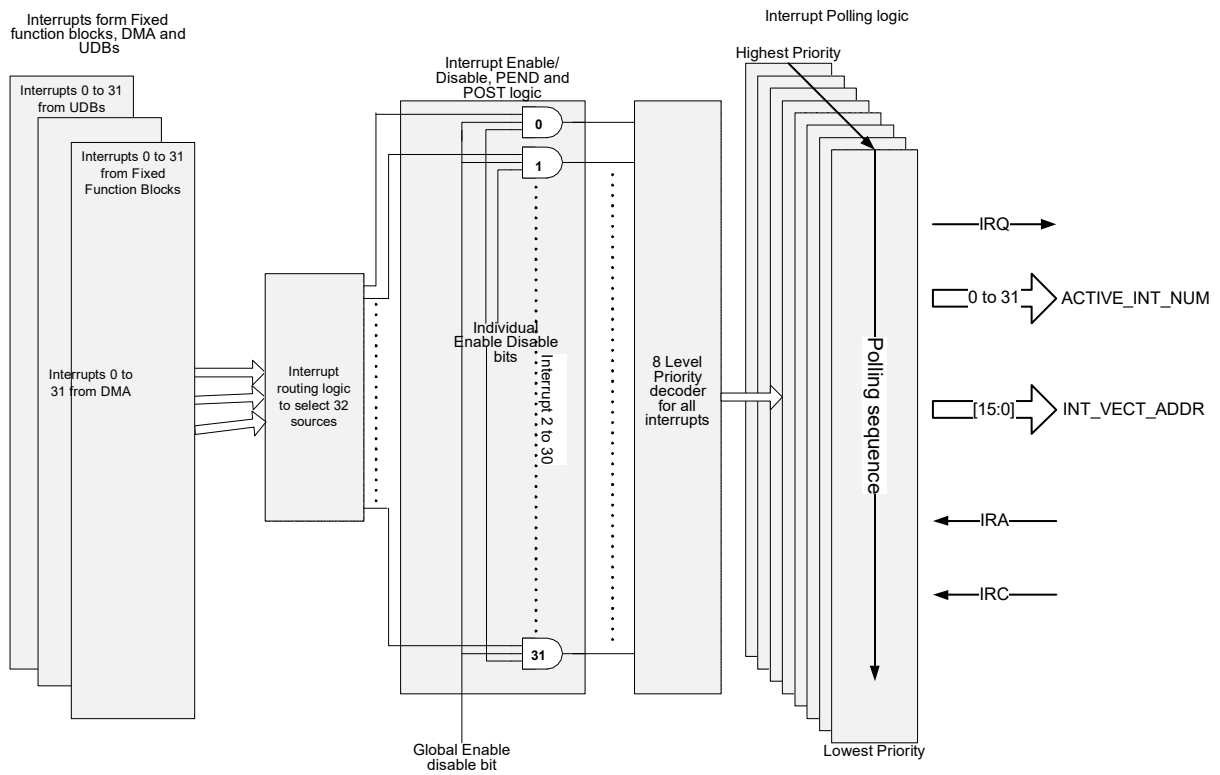 Interrupts form Fixed
function blocks, DMA and
UDBs
Interrupts 0 to 31
from UDBs
Interrupts 0 to 31
from Fixed
Function Blocks
Interrupts 0 to
31 from DMA
Interrupt
routing logic
to select 32
sources
Interrupt Enable/
Disable, PEND and
POST logic
0
1
Individual
Enable Disable
bits
Interrupt 2 to 30
31
Global Enable
disable bit
8 Level
Priority
decoder
for all
interrupts
Interrupt Polling logic
Highest Priority
Polling sequence
Lowest Priority
IRQ
0 to 31
ACTIVE_INT_NUM
[15:0]
INT_VECT_ADDR
IRA
IRC